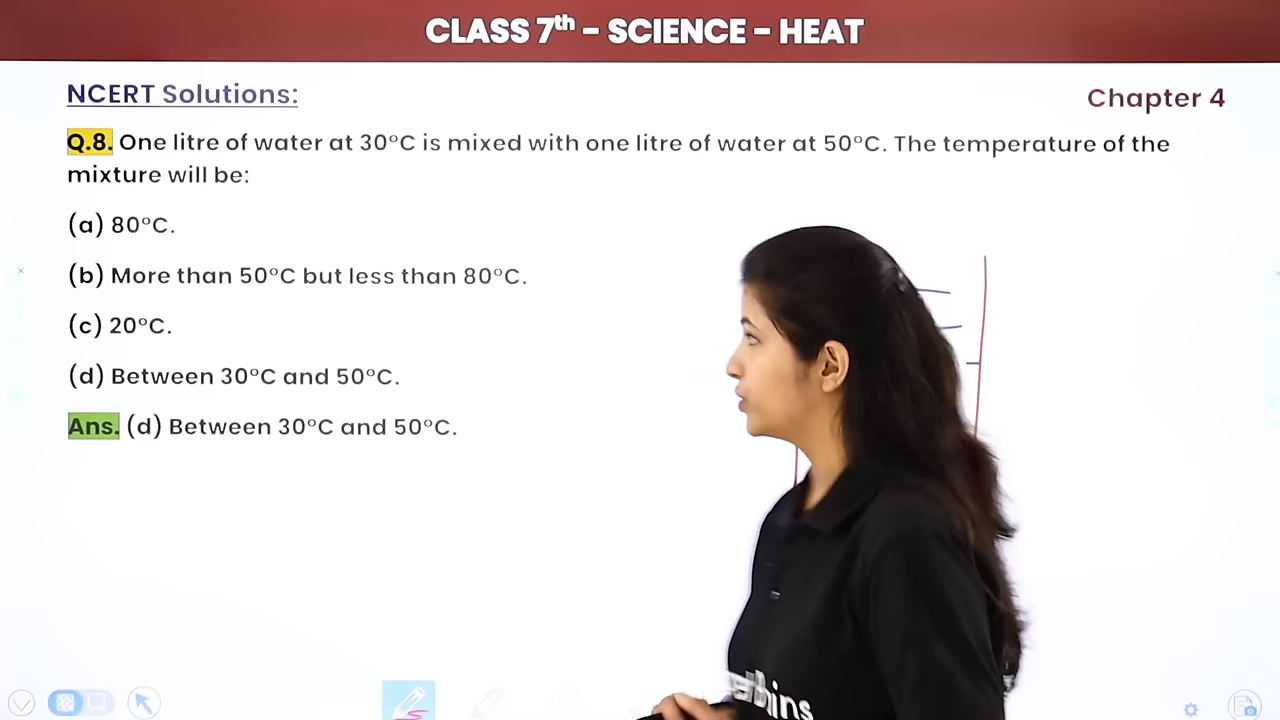 CLASS 7th - SCIENCE - HEAT
NCERT Solutions:
Chapter 4
Q.8. One litre of water at 30°C is mixed with one litre of water at 50°C. The temperature of the
mixture will be:
(a) 80°C.
(b) More than 50°C but less than 80°C.
(c) 20°C.
(d) Between 30°C and 50°C.
Ans. (d) Between 30°C and 50°C.